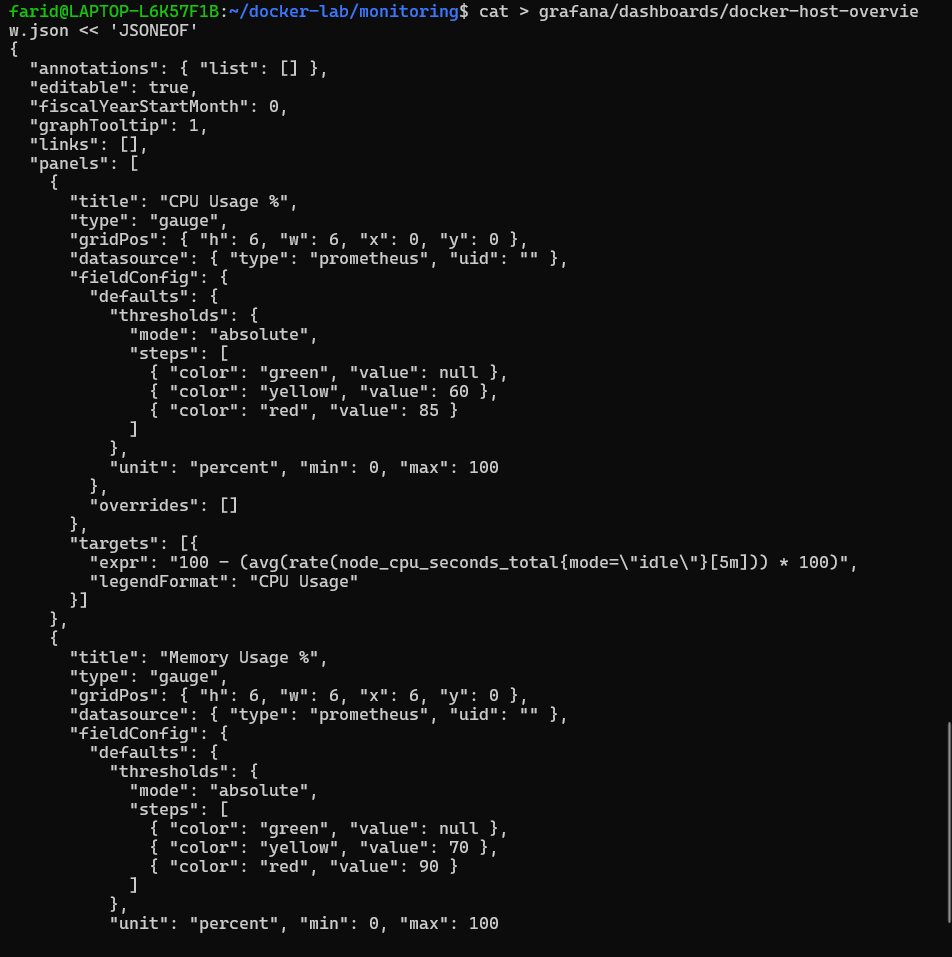 farid@LAPTOP-L6K57F1B:~/docker-lab/monitoring$ cat > grafana/dashboards/docker-host-overvie
w.json << 'JSONEOF'
{
  "annotations": { "list": [] },
  "editable": true,
  "fiscalYearStartMonth": 0,
  "graphTooltip": 1,
  "links": [],
  "panels": [
    {
      "title": "CPU Usage %",
      "type": "gauge",
      "gridPos": { "h": 6, "w": 6, "x": 0, "y": 0 },
      "datasource": { "type": "prometheus", "uid": "" },
      "fieldConfig": {
        "defaults": {
          "thresholds": {
            "mode": "absolute",
            "steps": [
              { "color": "green", "value": null },
              { "color": "yellow", "value": 60 },
              { "color": "red", "value": 85 }
            ]
          },
          "unit": "percent", "min": 0, "max": 100
        },
        "overrides": []
      },
      "targets": [{
        "expr": "100 - (avg(rate(node_cpu_seconds_total{mode=\"idle\"}[5m])) * 100)",
        "legendFormat": "CPU Usage"
      }]
    },
    {
      "title": "Memory Usage %",
      "type": "gauge",
      "gridPos": { "h": 6, "w": 6, "x": 6, "y": 0 },
      "datasource": { "type": "prometheus", "uid": "" },
      "fieldConfig": {
        "defaults": {
          "thresholds": {
            "mode": "absolute",
            "steps": [
              { "color": "green", "value": null },
              { "color": "yellow", "value": 70 },
              { "color": "red", "value": 90 }
            ]
          },
          "unit": "percent", "min": 0, "max": 100